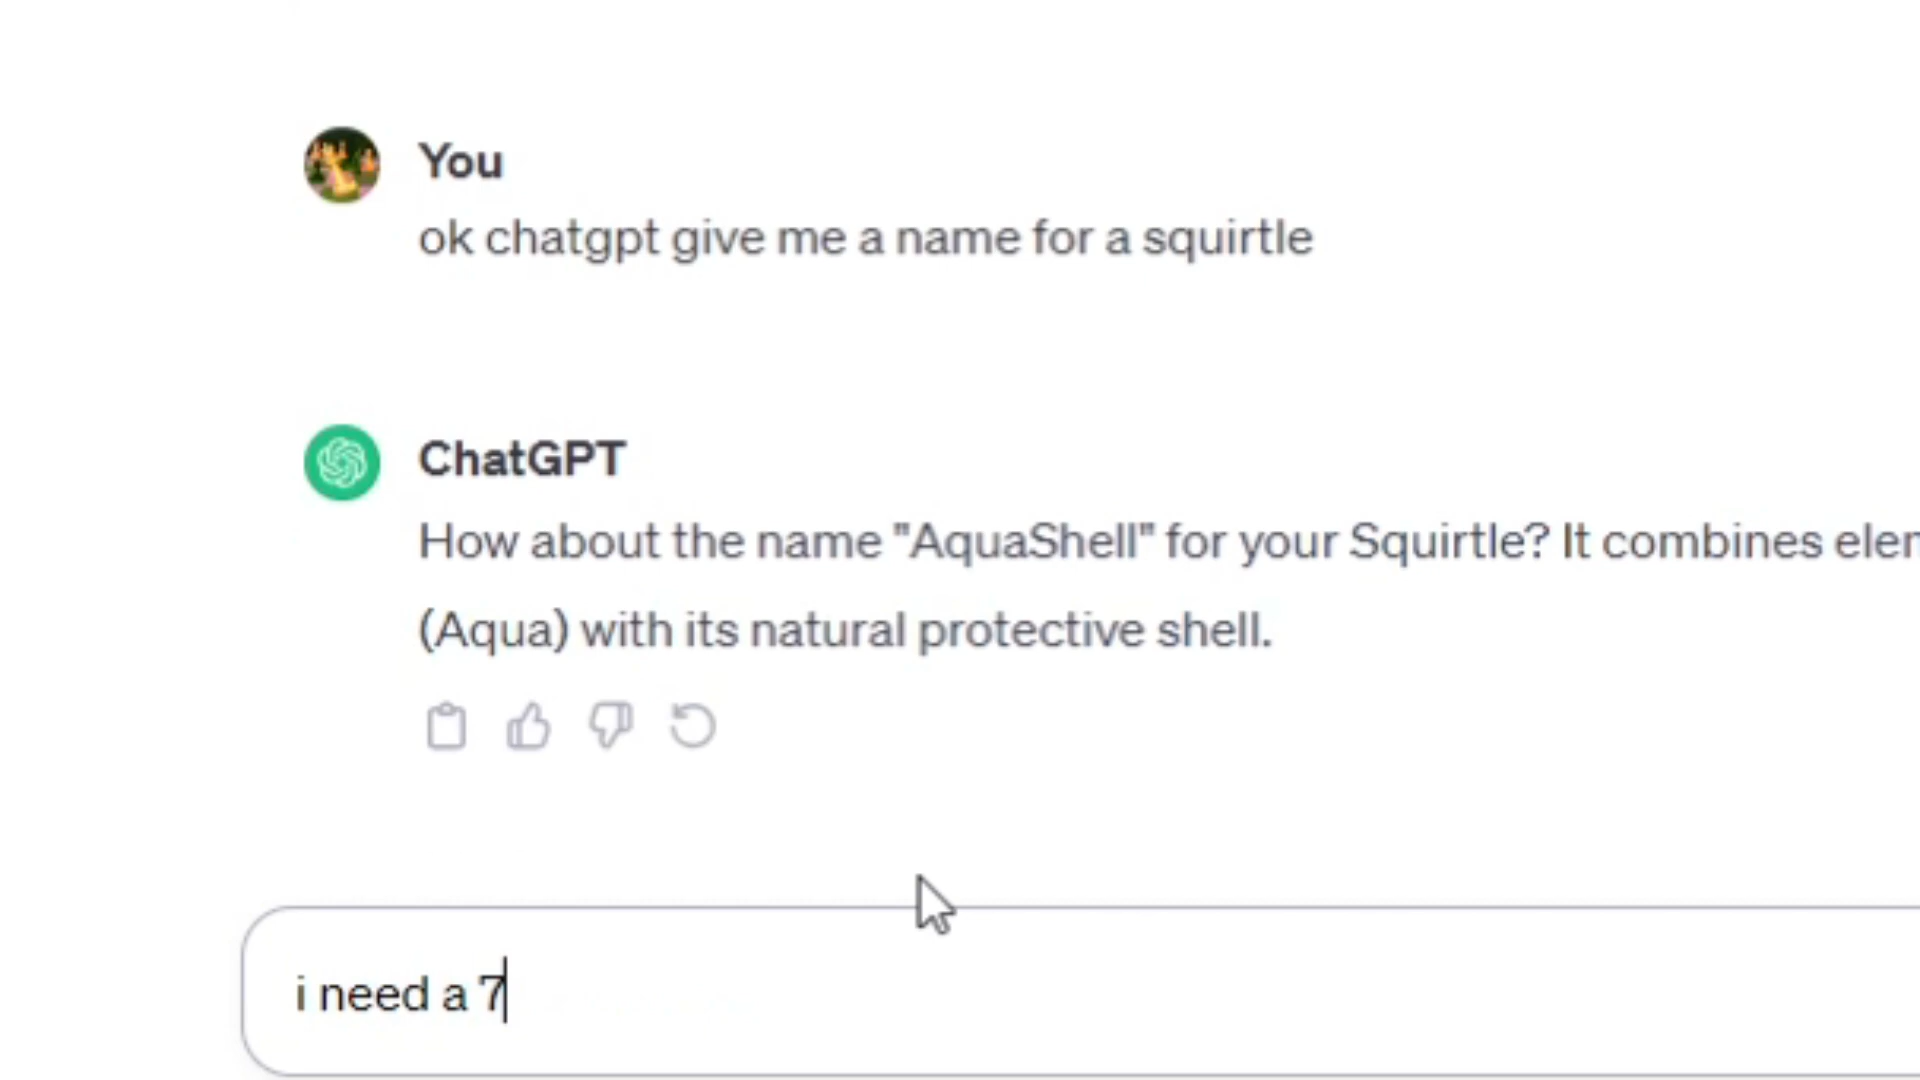 You
ok chatgpt give me a name for a squirtle
ChatGPT
How about the name "AquaShell" for your Squirtle? It combines
(Aqua) with its natural protective shell.
i need a 7